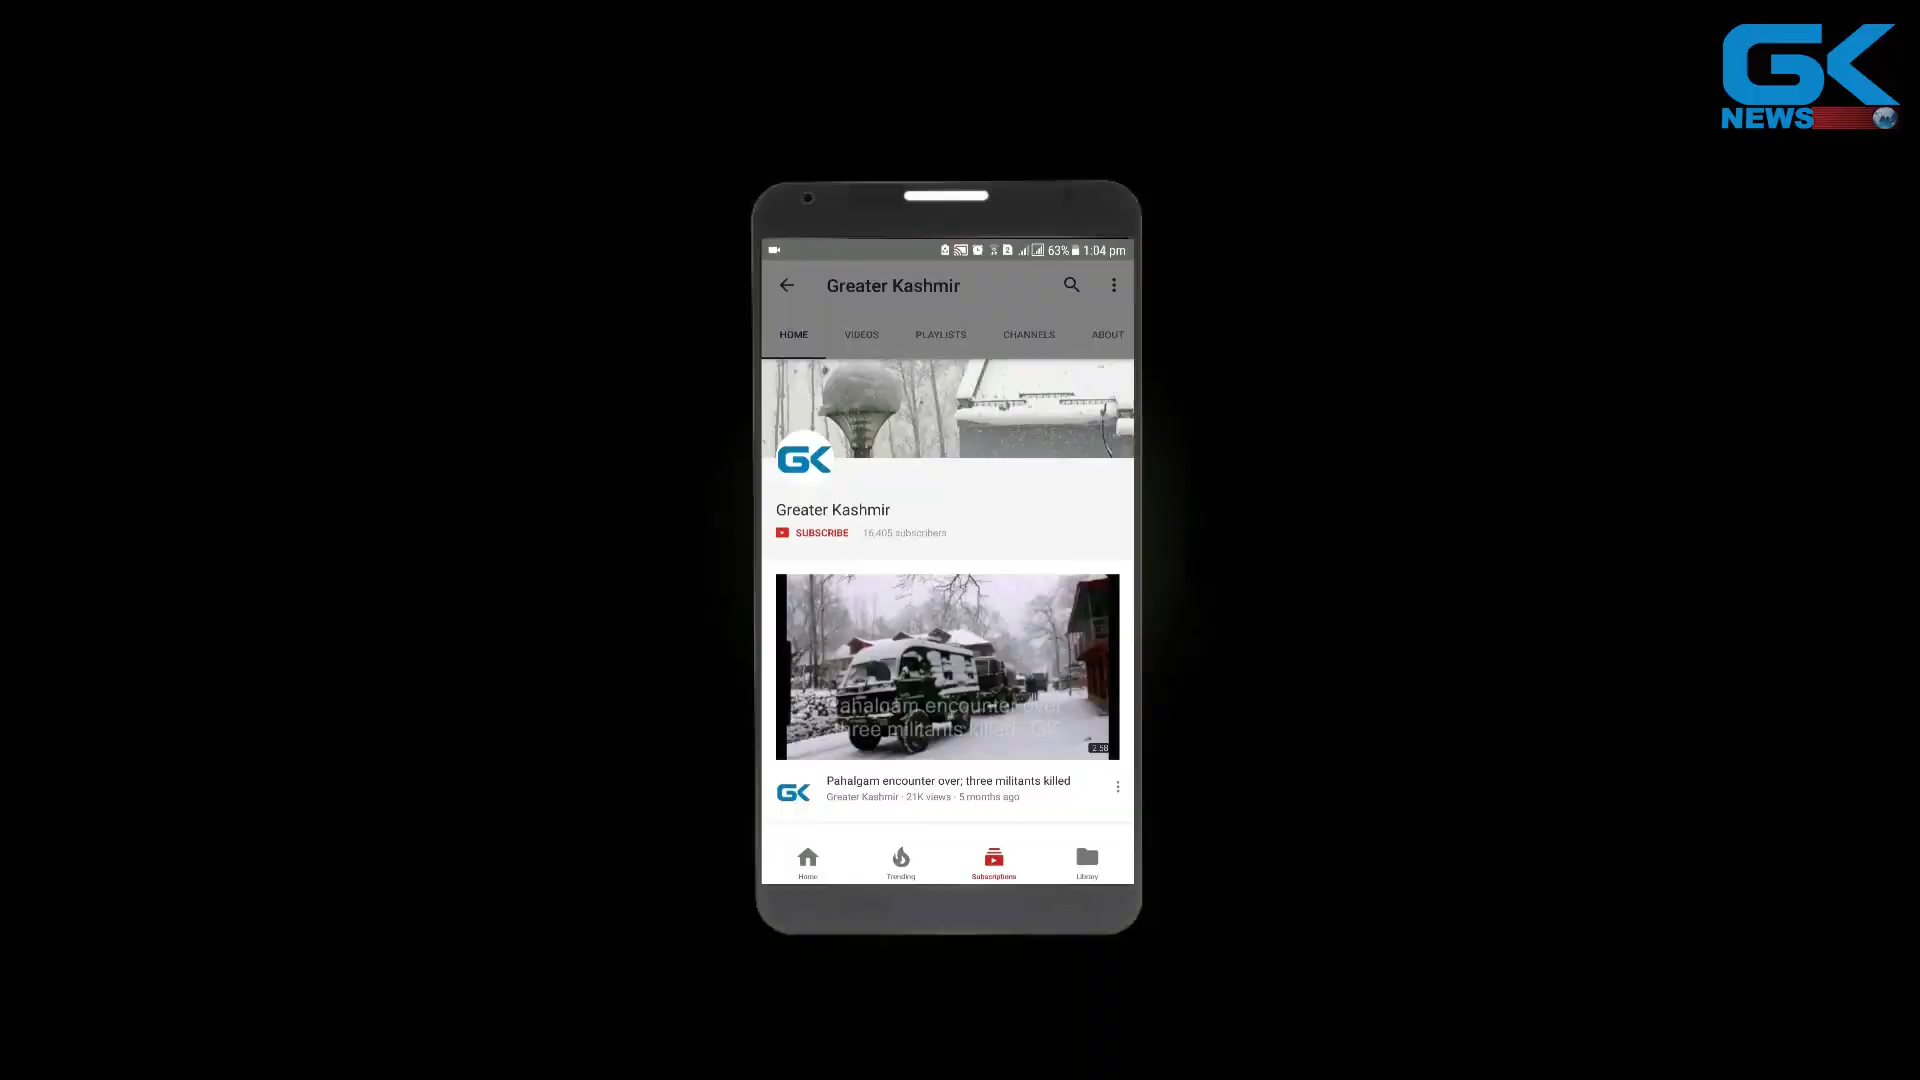 GK
NEWS
2 63% 1:04 pm
Greater Kashmir
HOME VIDEOS PLAYLISTS CHANNELS ABOUT
GK
Greater Kashmir
SUBSCRIBE 16,405 subscribers
Pahalgam encounter over
three militants killed : GK
2:58
Pahalgam encounter over; three militants killed
GK
Greater Kashmir · 21K views · 5 months ago
Home Trending Subscriptions Library